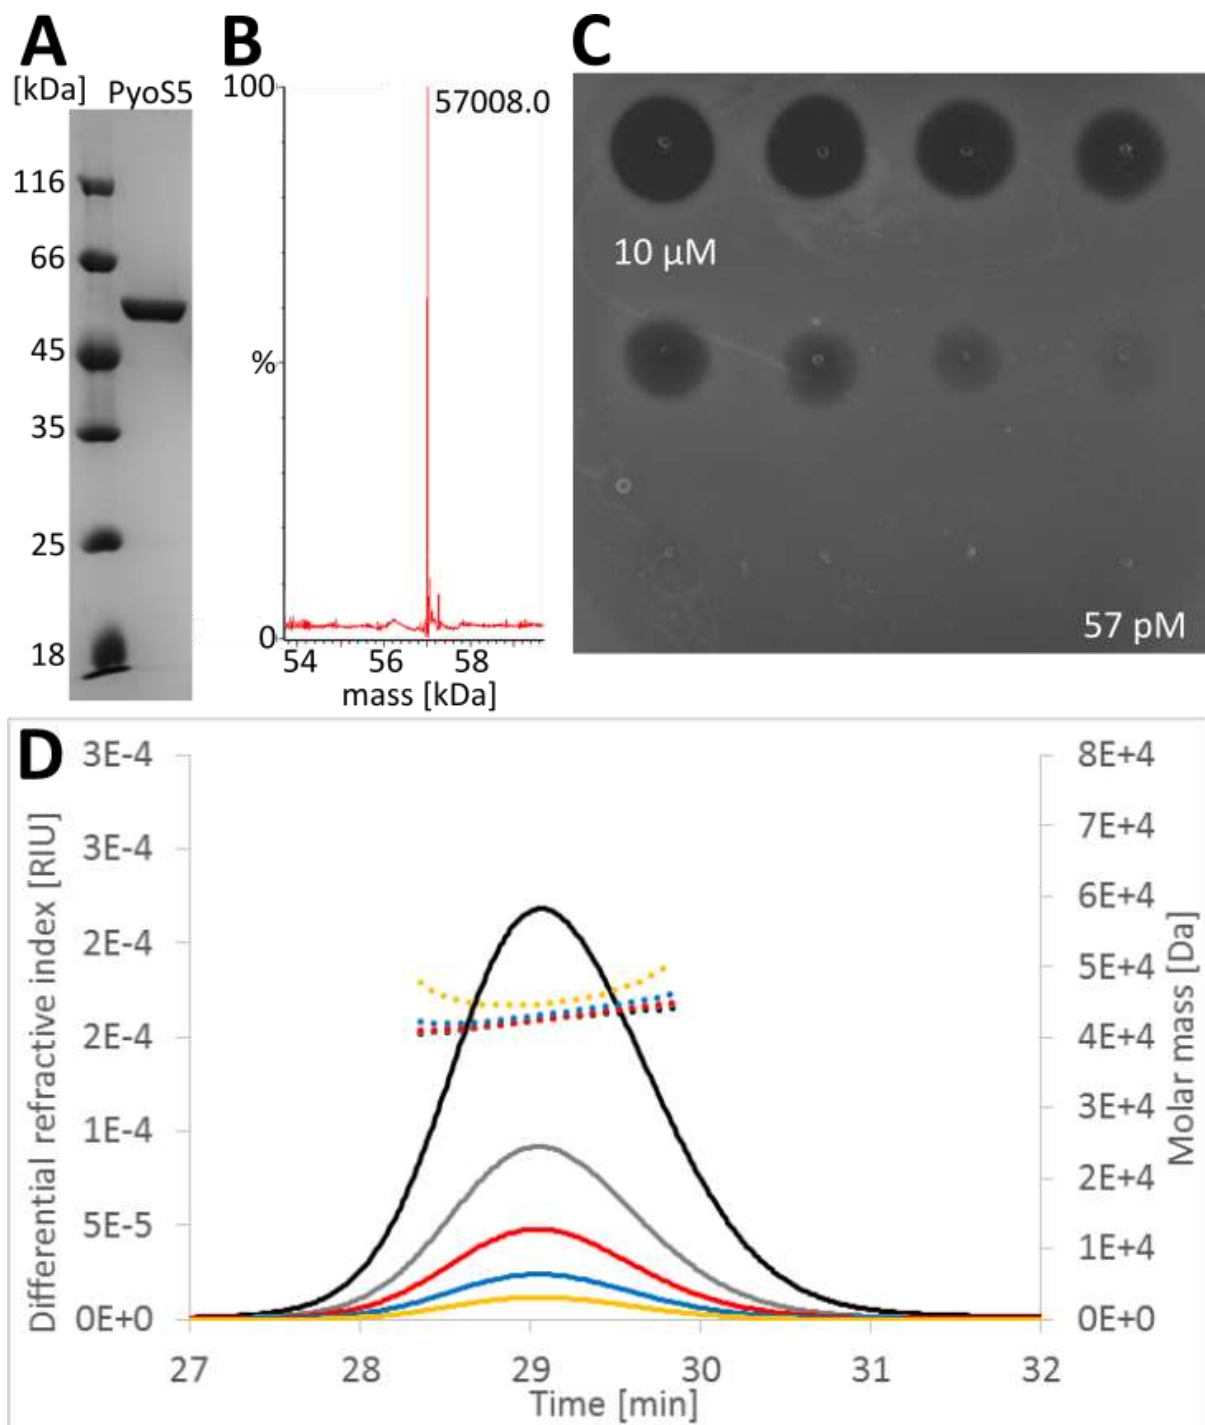 A
B
C
[kDa] PyoS5
116
66
45
35
25
18
100
57008.0
%
0
54 56 58
mass [kDa]
10 µM
57 pM
D
3E-4
3E-4
2E-4
2E-4
1E-4
5E-5
0E+0
Differential refractive index [RIU]
8E+4
7E+4
6E+4
5E+4
4E+4
3E+4
2E+4
1E+4
0E+0
Molar mass [Da]
27 28 29 30 31 32
Time [min]